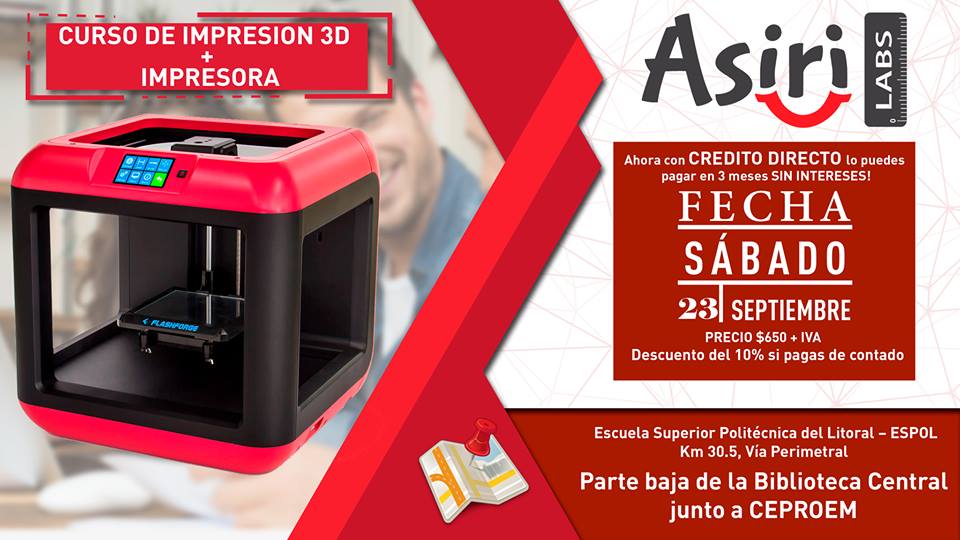 CURSO DE IMPRESION 3D
+
IMPRESORA
FLASHFORGE
Asiri
LABS
0
Ahora con CREDITO DIRECTO lo puedes
pagar en 3 meses SIN INTERESES!
FECHA
SÁBADO
23 SEPTIEMBRE
PRECIO $650 + IVA
Descuento del 10% si pagas de contado
Escuela Superior Politécnica del Litoral – ESPOL
Km 30.5, Vía Perimetral
Parte baja de la Biblioteca Central
junto a CEPROEM